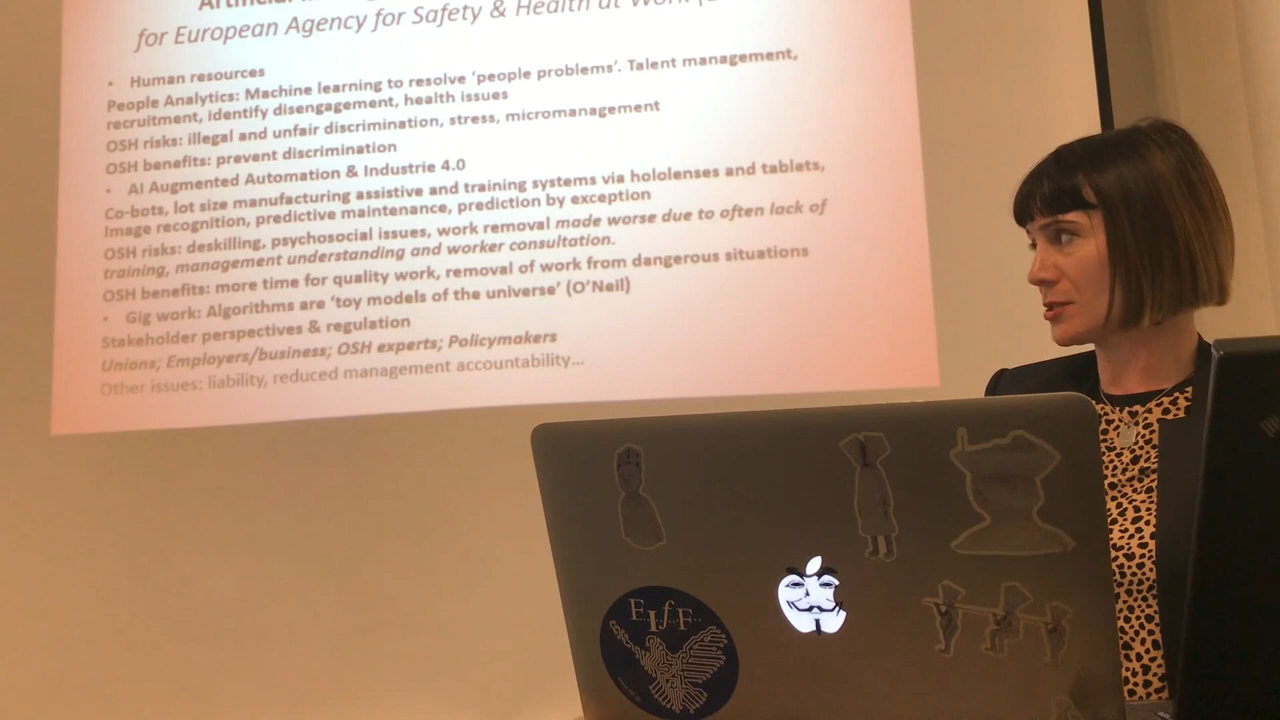 for European Agency for Safety & Health at Work
• Human resources
People Analytics: Machine learning to resolve ‘people problems’. Talent management,
recruitment, identify disengagement, health issues
OSH risks: illegal and unfair discrimination, stress, micromanagement
OSH benefits: prevent discrimination
• AI Augmented Automation & Industrie 4.0
Co-bots, lot size manufacturing assistive and training systems via hololenses and tablets,
Image recognition, predictive maintenance, prediction by exception
OSH risks: deskilling, psychosocial issues, work removal made worse due to often lack of
training, management understanding and worker consultation.
OSH benefits: more time for quality work, removal of work from dangerous situations
• Gig work: Algorithms are ‘toy models of the universe’ (O’Neil)
Stakeholder perspectives & regulation
Unions; Employers/business; OSH experts; Policymakers
Other issues: liability, reduced management accountability...
F..I..f..F..